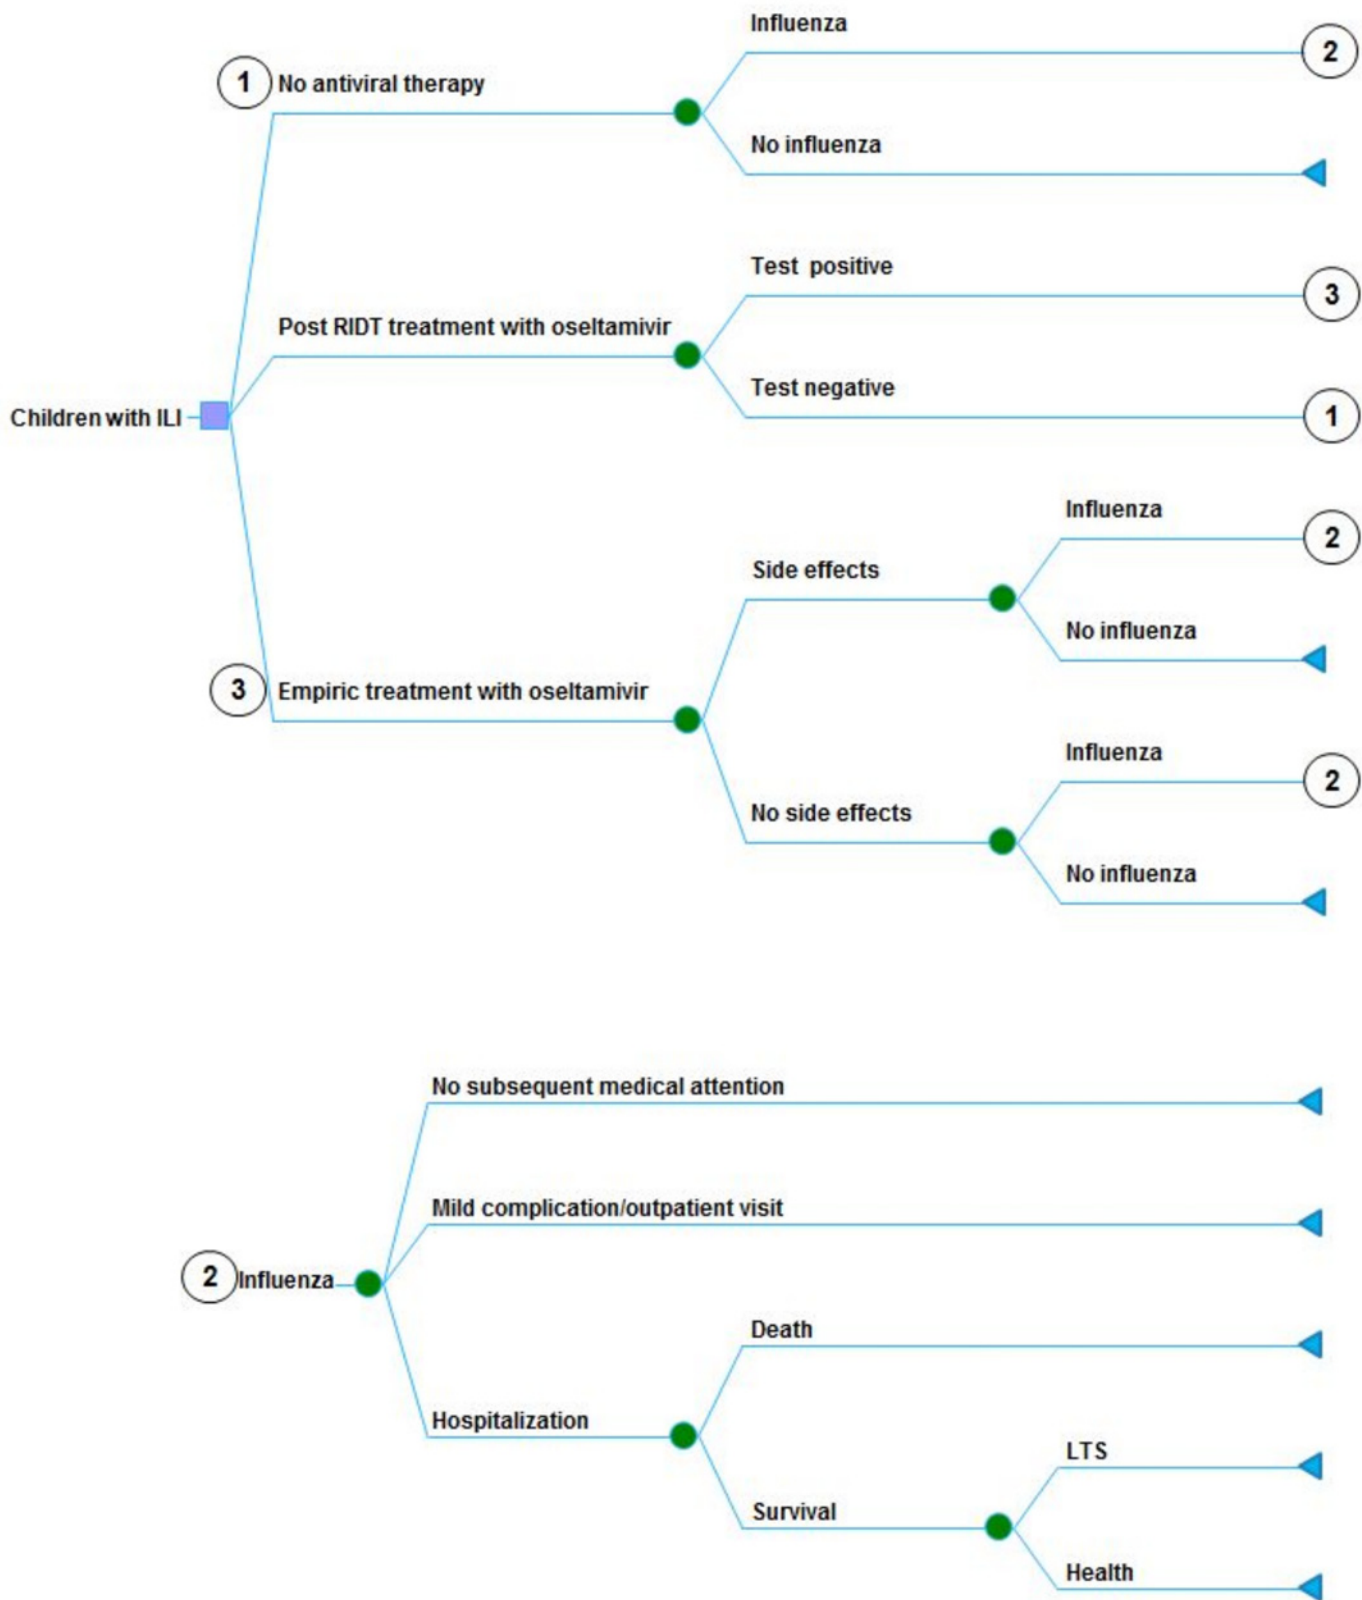 Influenza
2
1 No antiviral therapy
No influenza
Test positive
3
Post RIDT treatment with oseltamivir
Test negative
Children with ILI
1
Influenza
2
Side effects
No influenza
3 Empiric treatment with oseltamivir
Influenza
2
No side effects
No influenza
No subsequent medical attention
Mild complication/outpatient visit
2 Influenza
Death
Hospitalization
LTS
Survival
Health